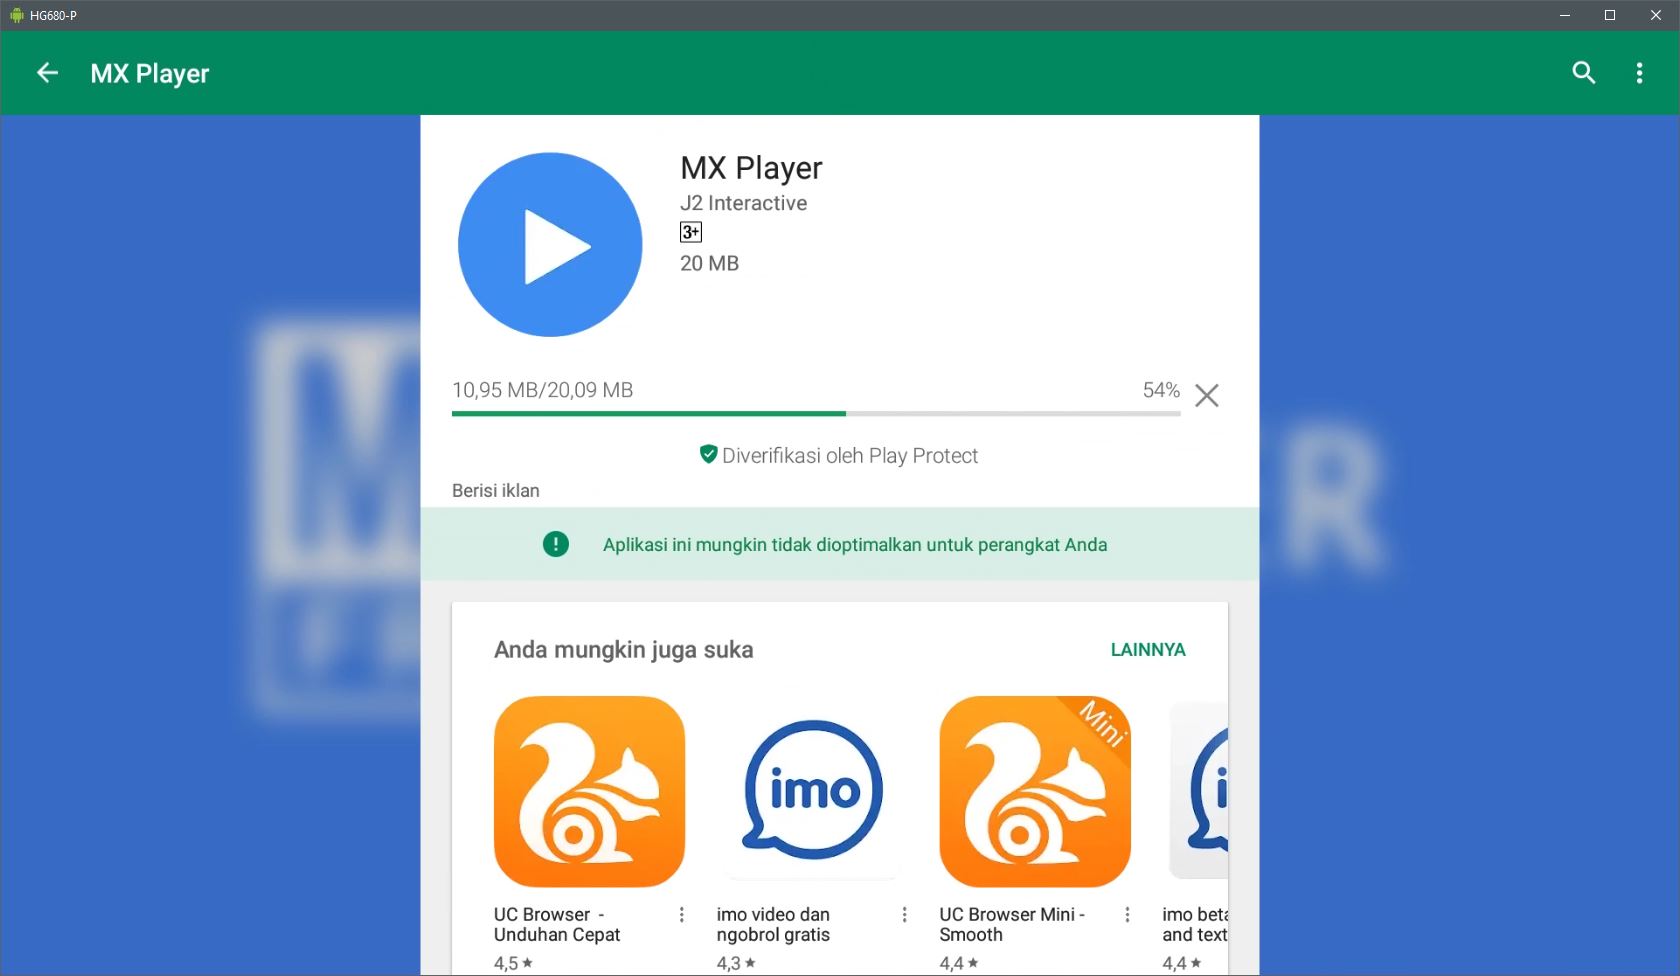 HG680-P
MX Player
MX Player
J2 Interactive
3+
20 MB
10,95 MB/20,09 MB
54%
Diverifikasi oleh Play Protect
Berisi iklan
Aplikasi ini mungkin tidak dioptimalkan untuk perangkat Anda
Anda mungkin juga suka
LAINNYA
imo
Mini
UC Browser -
Unduhan Cepat
4,5
imo video dan
ngobrol gratis
4,3
UC Browser Mini -
Smooth
4,4
imo beta
and text
4,4